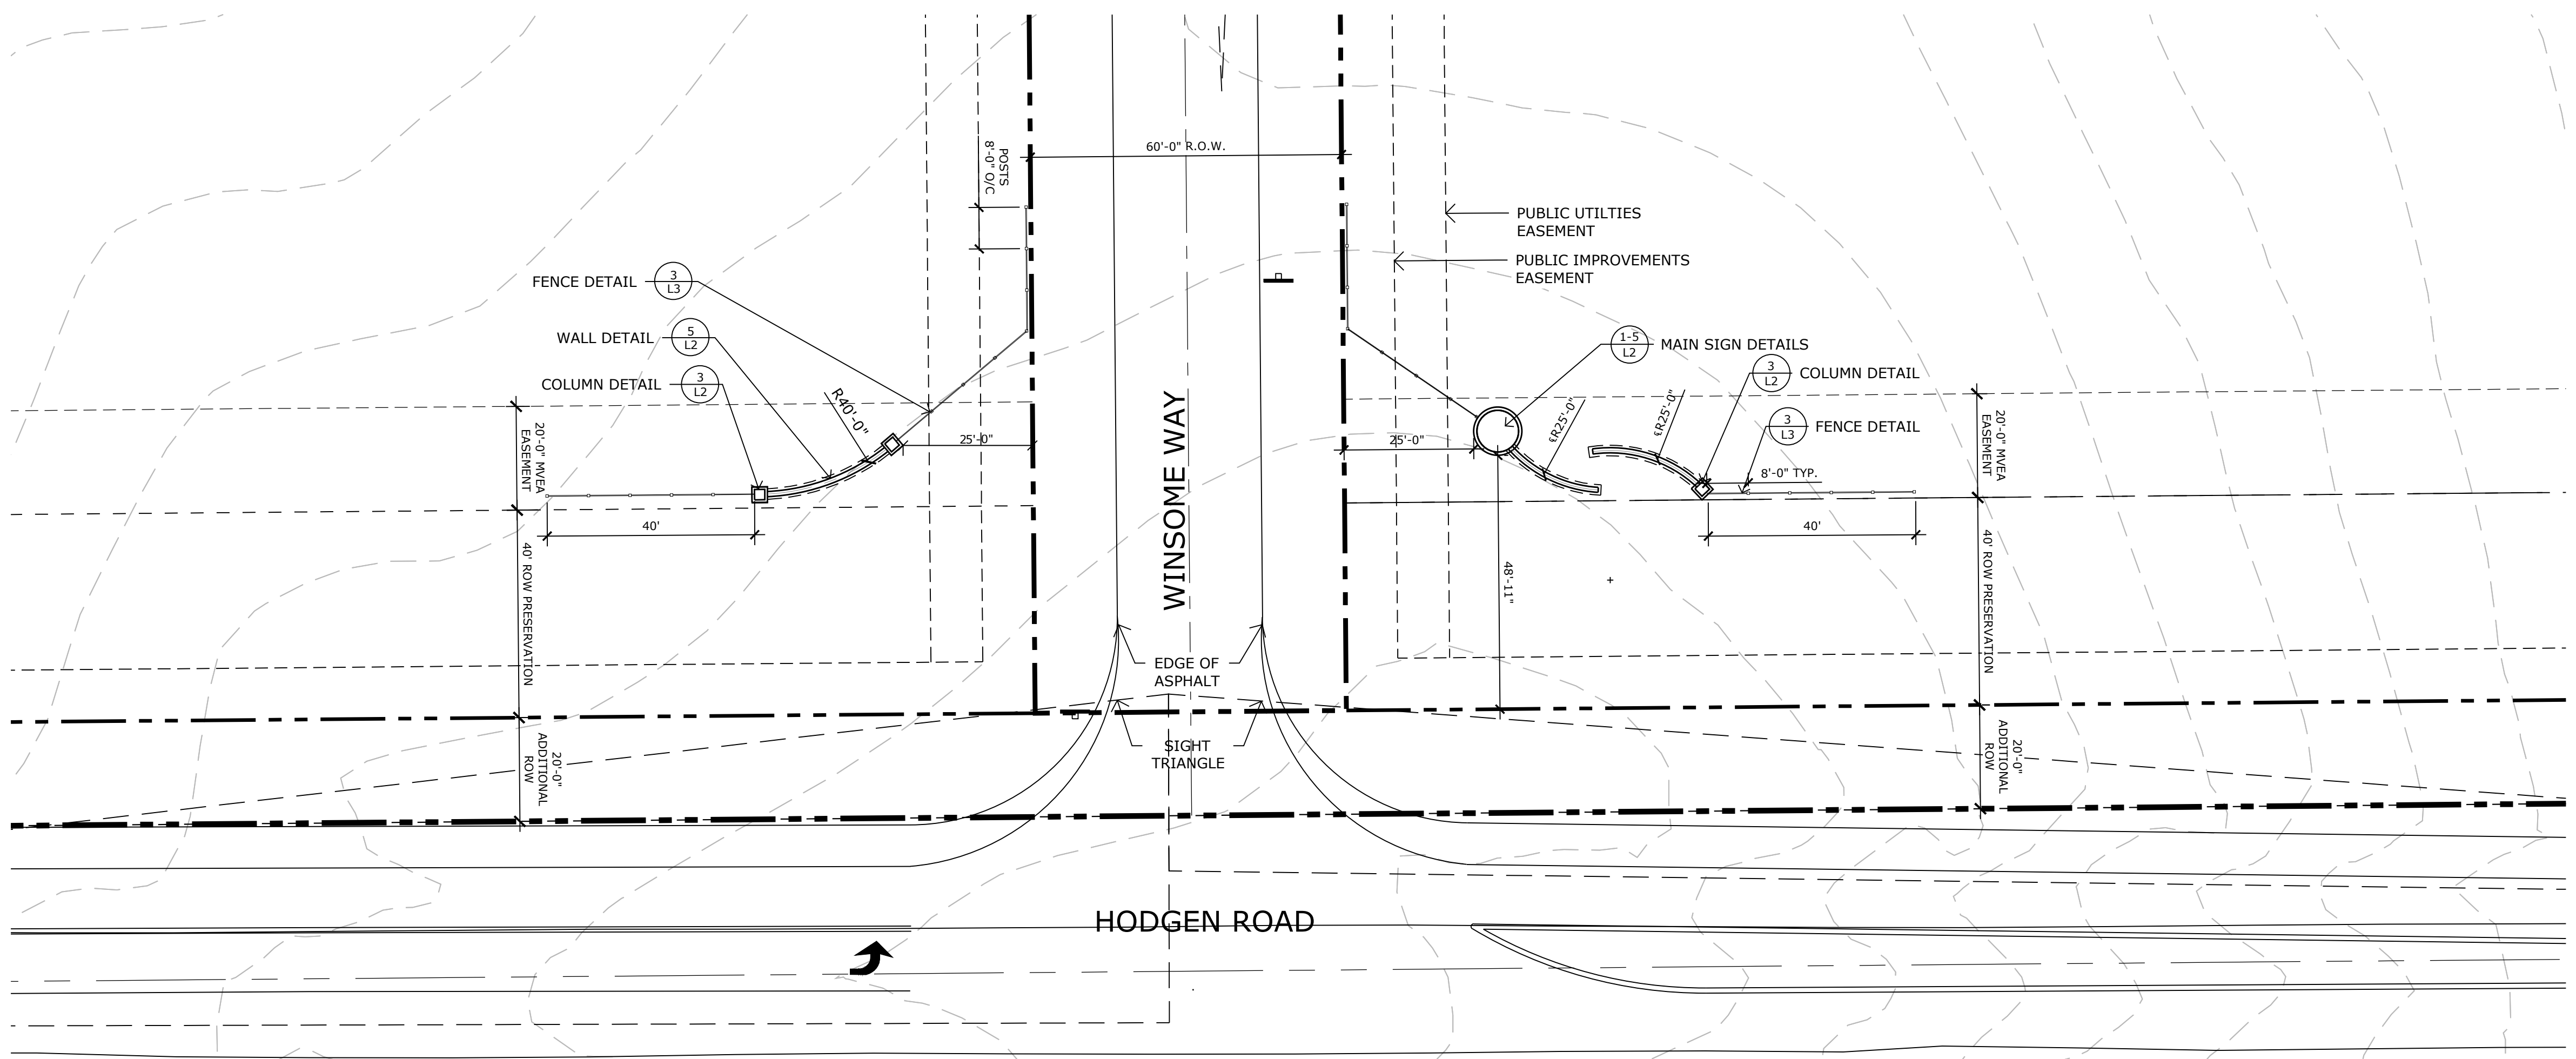 POSTS
8'-0" O/C
60'-0" R.O.W.
PUBLIC UTILTIES
EASEMENT
PUBLIC IMPROVEMENTS
EASEMENT
FENCE DETAIL
3
L3
WALL DETAIL
5
L2
COLUMN DETAIL
3
L2
R40'-0"
25'-0"
1-5
L2
MAIN SIGN DETAILS
3
L2
COLUMN DETAIL
3
L3
FENCE DETAIL
℄R25'-0"
℄R25'-0"
25'-0"
8'-0" TYP.
20'-0" MVEA
EASEMENT
20'-0" MVEA
EASEMENT
40'
40'
WINSOME WAY
48'-11"
40' ROW PRESERVATION
40' ROW PRESERVATION
EDGE OF
ASPHALT
SIGHT
TRIANGLE
20'-0"
ADDITIONAL
ROW
20'-0"
ADDITIONAL
ROW
HODGEN ROAD